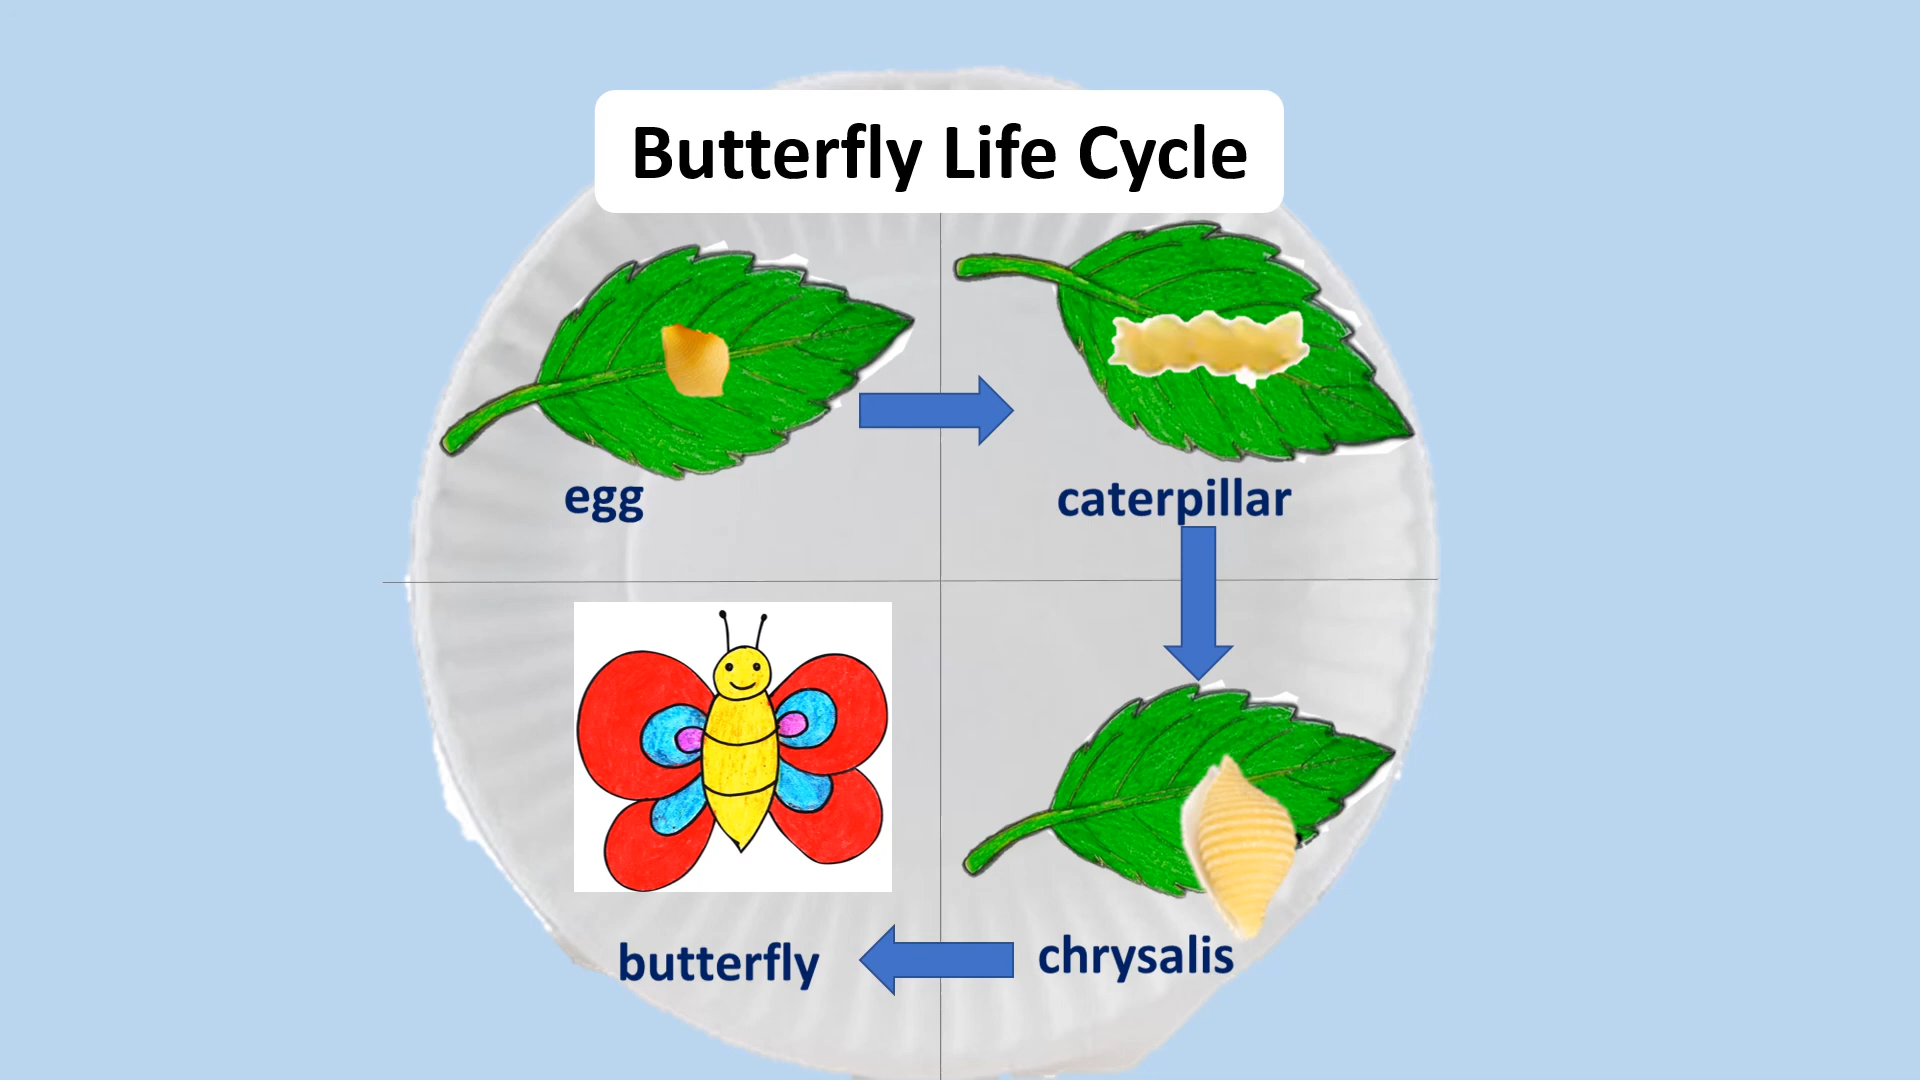 Butterfly Life Cycle
egg
caterpillar
butterfly
chrysalis